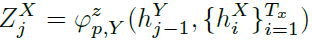 $Z_j^X = \varphi_{p,Y}^z(h_{j-1}^Y, \{h_i^X\}_{i=1}^{T_x})$